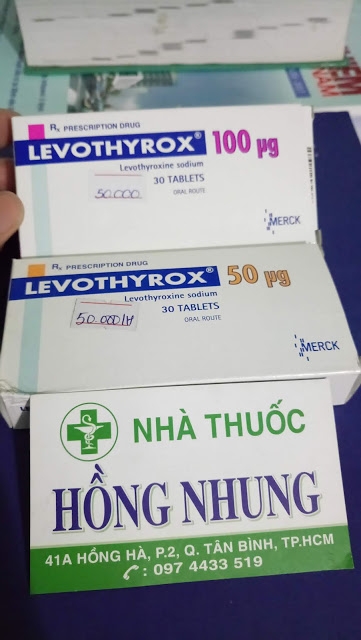 Rx PRESCRIPTION DRUG
LEVOTHYROX® 100 µg
Levothyroxine sodium
50.000
30 TABLETS
ORAL ROUTE
MERCK
Rx PRESCRIPTION DRUG
LEVOTHYROX® 50 µg
Levothyroxine sodium
50.000/H
30 TABLETS
ORAL ROUTE
MERCK
NHÀ THUỐC
HỒNG NHUNG
41A HỒNG HÀ, P.2, Q. TÂN BÌNH, TP.HCM
: 097 4433 519